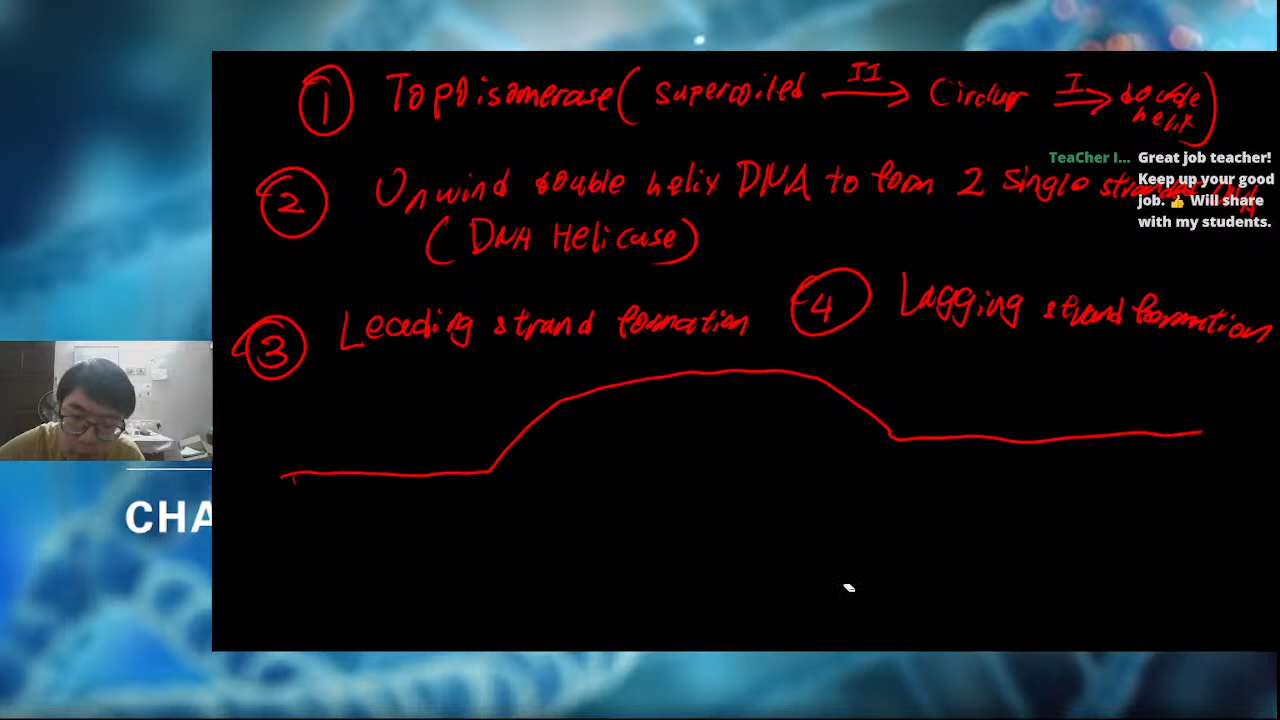 ① Topoisomerase (supercoiled II→ Circular I→ double
helix)
② Unwind double helix DNA to form 2 single stranded DNA
(DNA Helicase)
③ Leading strand formation
④ Lagging strand formation
TeaCher I... Great job teacher!
Keep up your good
job. 👍 Will share
with my students.
CHA